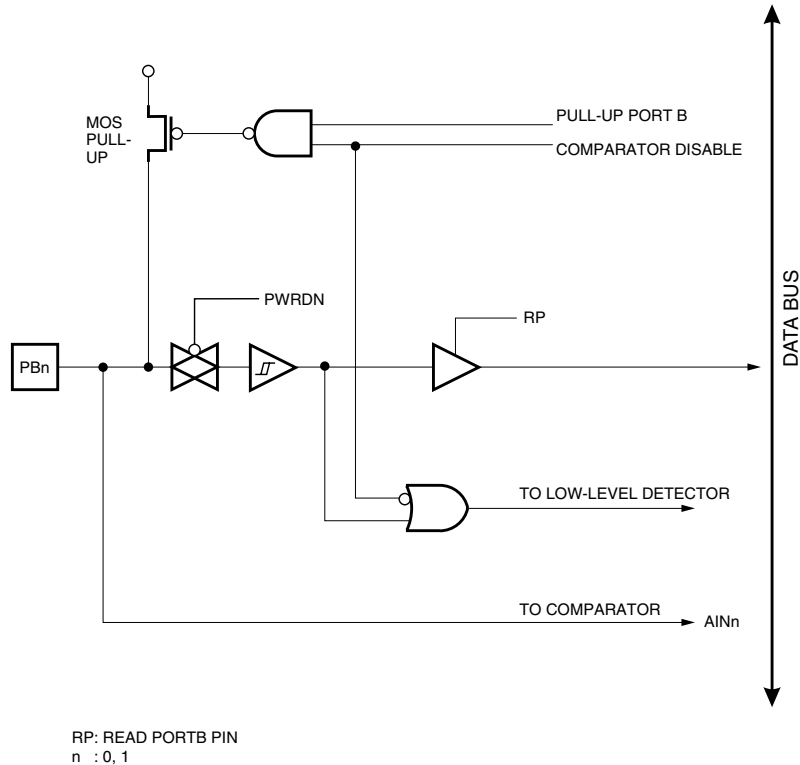 PULL-UP PORT B
MOS
PULL-
UP
COMPARATOR DISABLE
PWRDN
RP
DATA BUS
PBn
TO LOW-LEVEL DETECTOR
TO COMPARATOR
AINn
RP: READ PORTB PIN
n : 0, 1